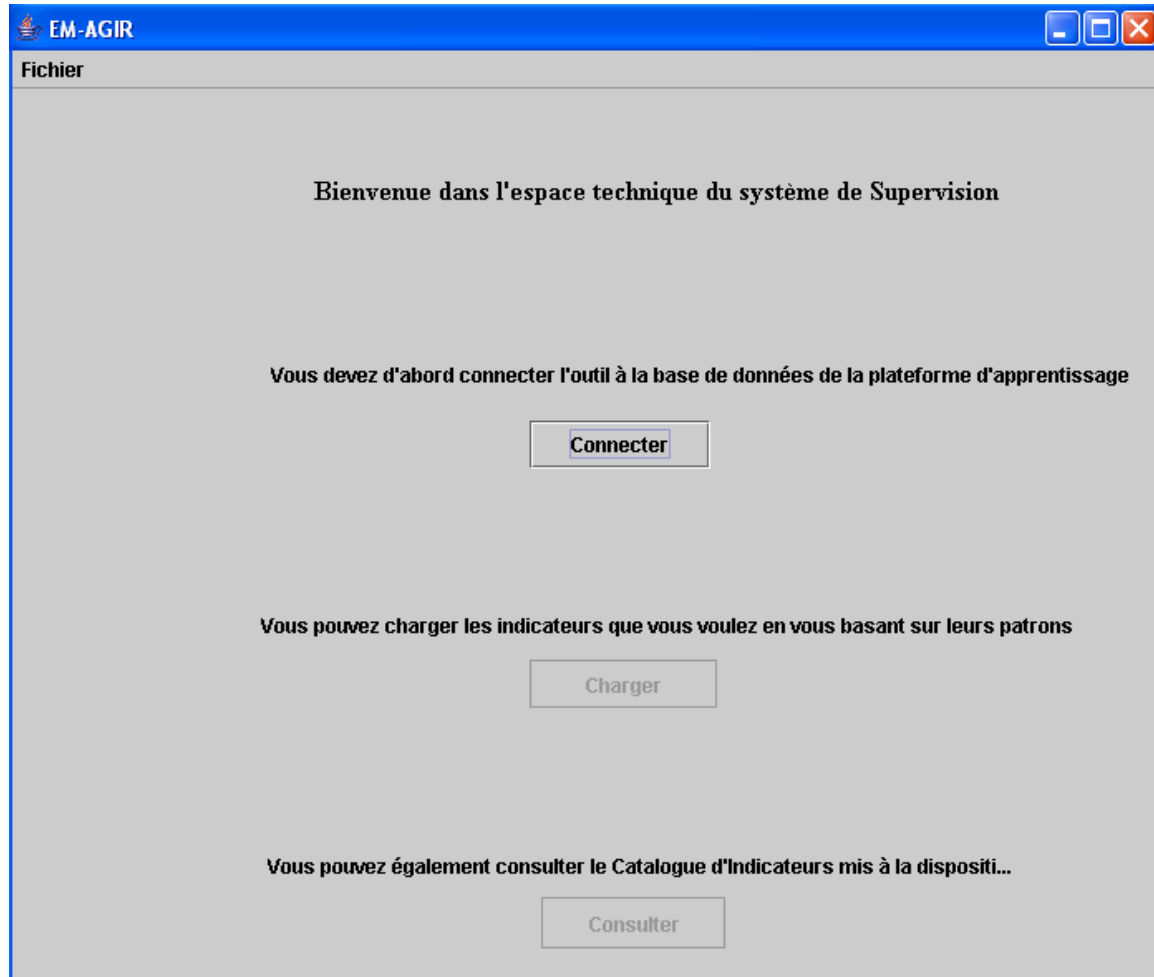 EM-AGIR
Fichier
Bienvenue dans l'espace technique du système de Supervision
Vous devez d'abord connecter l'outil à la base de données de la plateforme d'apprentissage
Connecter
Vous pouvez charger les indicateurs que vous voulez en vous basant sur leurs patrons
Charger
Vous pouvez également consulter le Catalogue d'Indicateurs mis à la dispositi...
Consulter